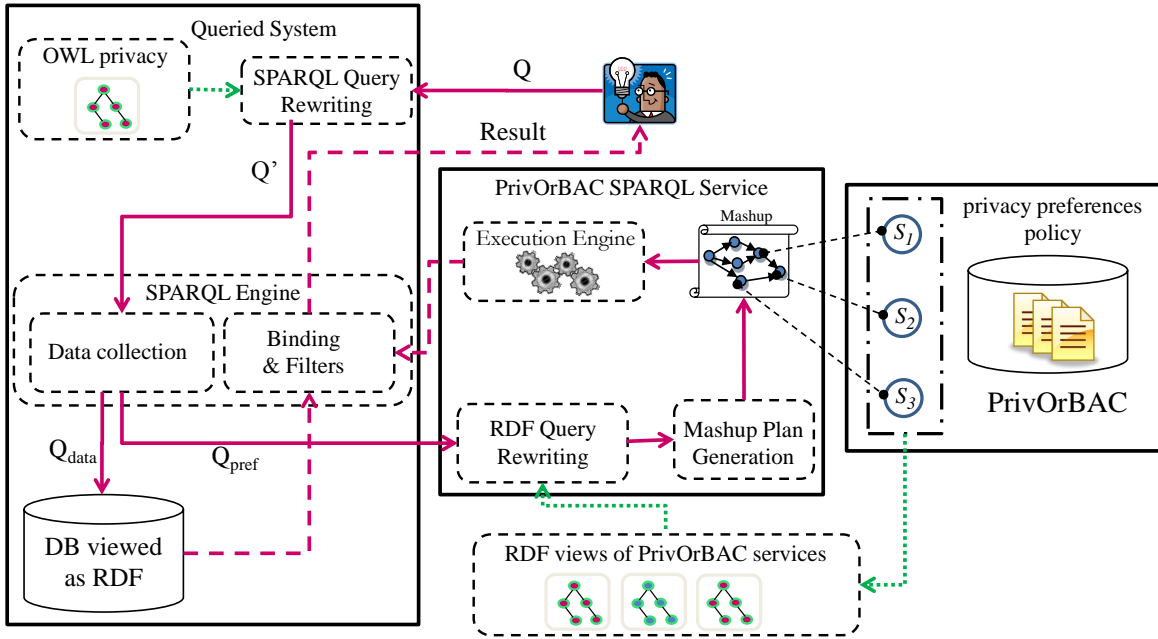 Queried System
OWL privacy
SPARQL Query
Rewriting
Q
Result
Q’
PrivOrBAC SPARQL Service
Mashup
Execution Engine
privacy preferences
policy
S1
S2
S3
PrivOrBAC
SPARQL Engine
Data collection
Binding
& Filters
RDF Query
Rewriting
Mashup Plan
Generation
Qdata
Qpref
DB viewed
as RDF
RDF views of PrivOrBAC services